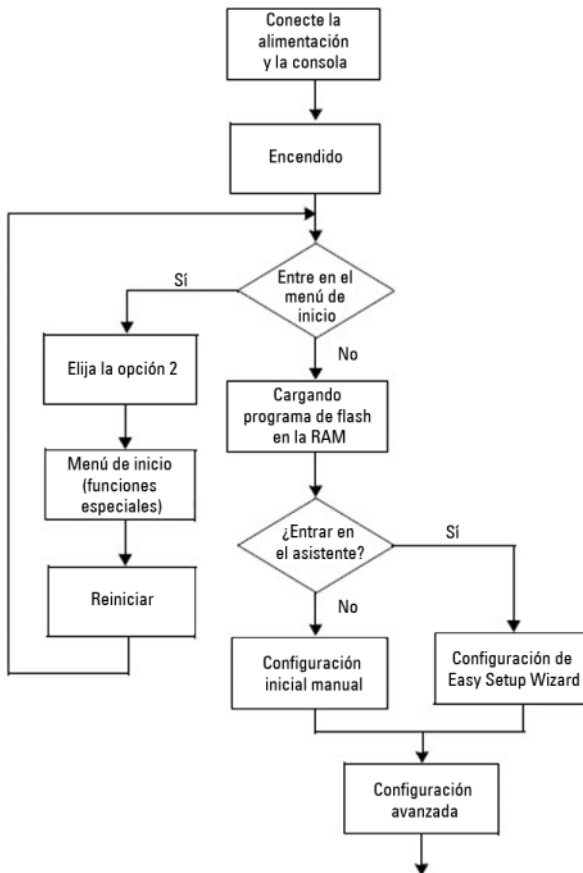 Conecte la
alimentación
y la consola
Encendido
Entre en el
menú de
inicio
Sí
No
Elija la opción 2
Cargando
programa de flash
en la RAM
Menú de inicio
(funciones
especiales)
¿Entrar en
el asistente?
Sí
No
Reiniciar
Configuración
inicial manual
Configuración de
Easy Setup Wizard
Configuración
avanzada